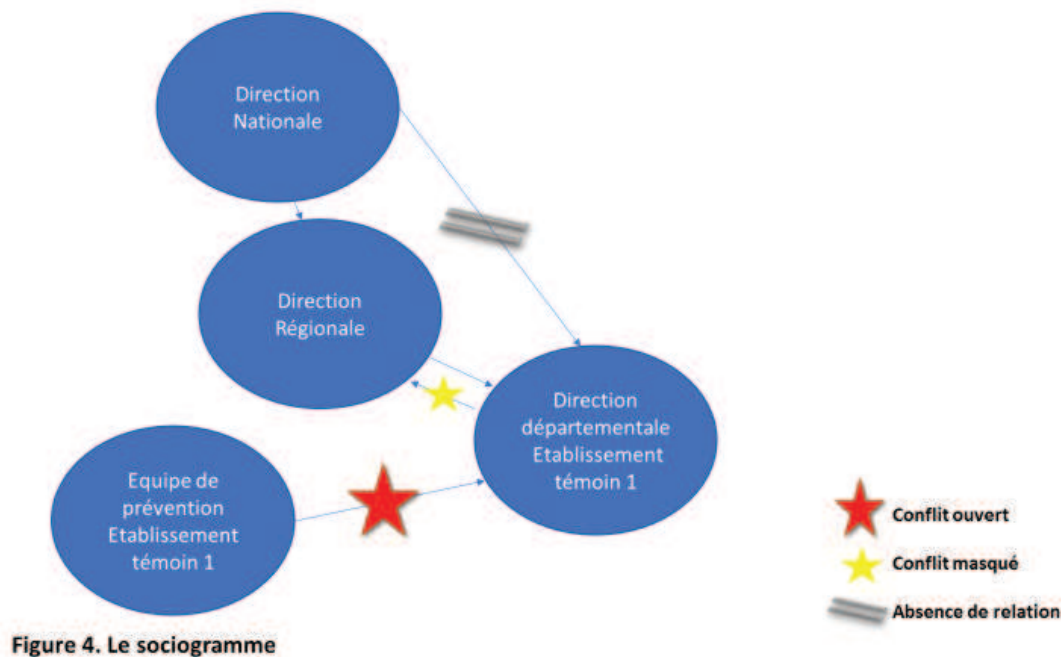 Direction
Nationale
Direction
Régionale
Direction
départementale
Etablissement
témoin 1
Equipe de
prévention
Etablissement
témoin 1
Conflit ouvert
Conflit masqué
Absence de relation
Figure 4. Le sociogramme